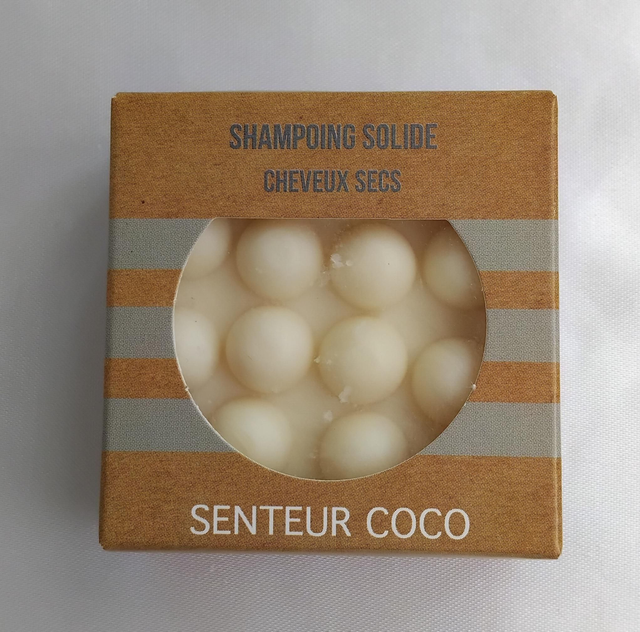 SHAMPOING SOLIDE
CHEVEUX SECS
SENTEUR COCO